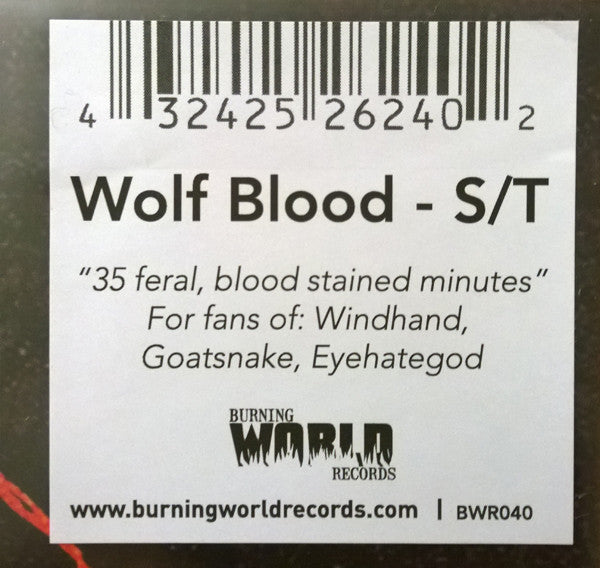 4 32425 26240 2
Wolf Blood - S/T
“35 feral, blood stained minutes”
For fans of: Windhand,
Goatsnake, Eyehategod
BURNING
WORLD
RECORDS
www.burningworldrecords.com | BWR040